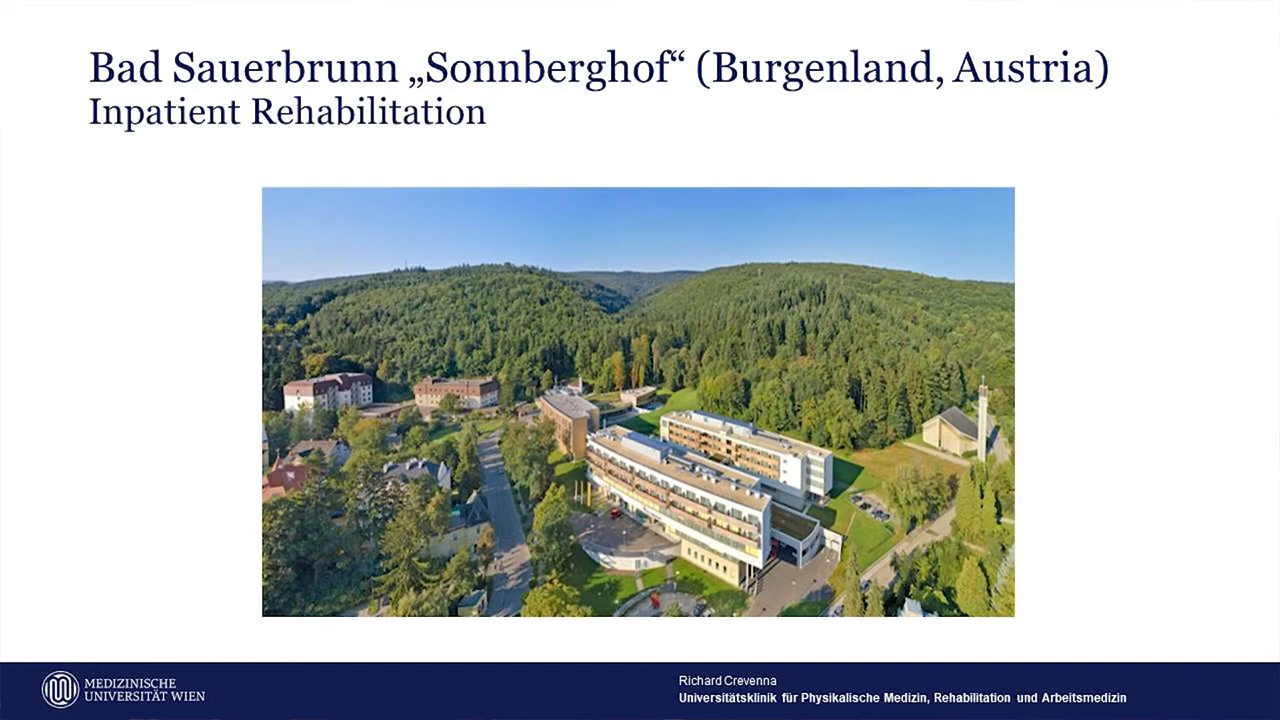 Bad Sauerbrunn „Sonnberghof“ (Burgenland, Austria)
Inpatient Rehabilitation
MEDIZINISCHE
UNIVERSITÄT WIEN
Richard Crevenna
Universitätsklinik für Physikalische Medizin, Rehabilitation und Arbeitsmedizin